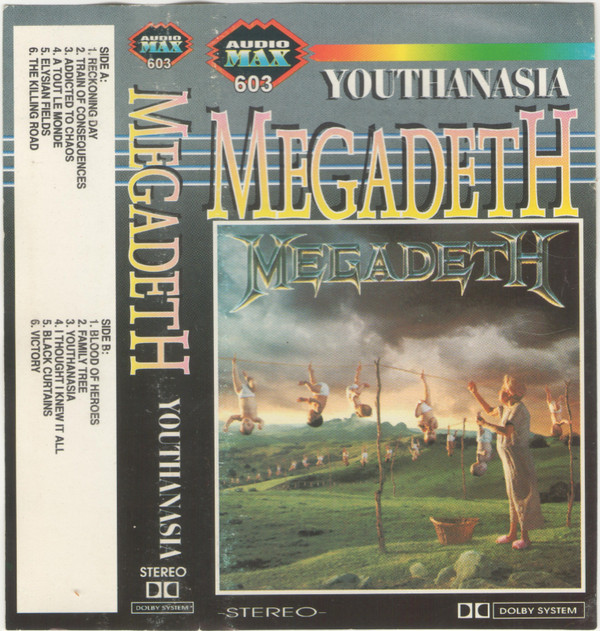 SIDE A:
1. RECKONING DAY
2. TRAIN OF CONSEQUENCES
3. ADDICTED TO CHAOS
4. A TOUT LE MONDE
5. ELYSIAN FIELDS
6. THE KILLING ROAD
SIDE B:
1. BLOOD OF HEROES
2. FAMILY TREE
3. YOUTHANASIA
4. I THOUGHT I KNEW IT ALL
5. BLACK CURTAINS
6. VICTORY
AUDIO
MAX
603
MEGADETH
YOUTHANASIA
STEREO
DOLBY SYSTEM
AUDIO
MAX
603
YOUTHANASIA
MEGADETH
MEGADETH
-STEREO-
DOLBY SYSTEM